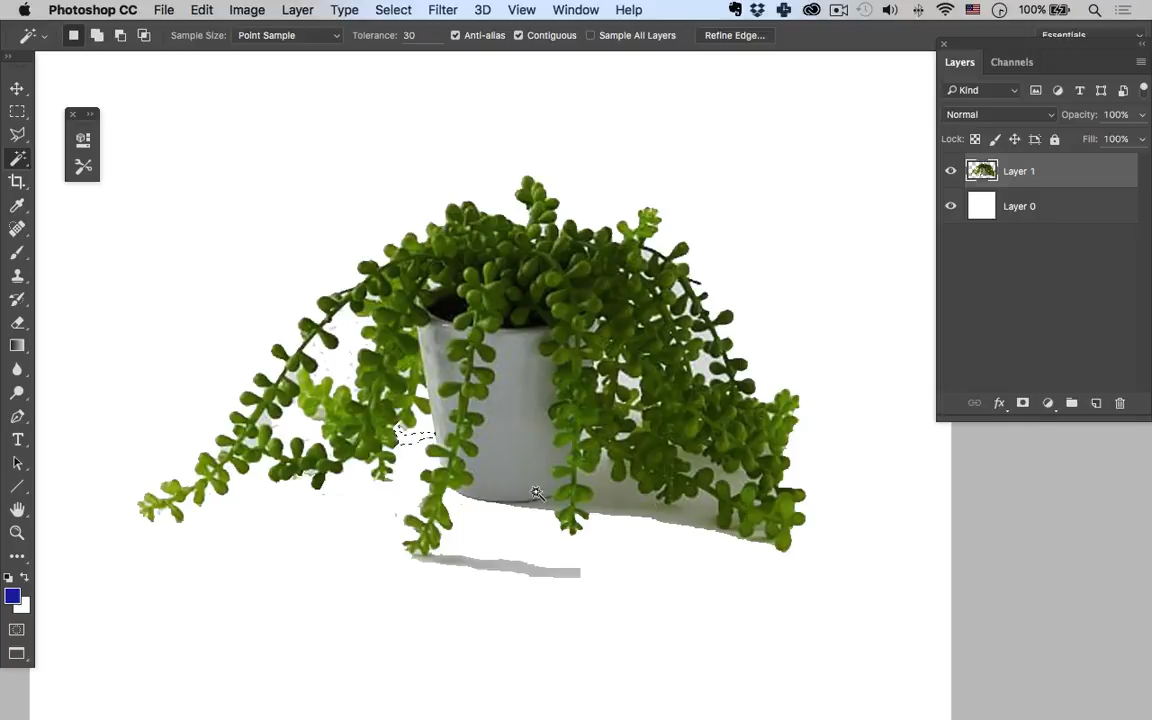 Photoshop CC File Edit Image Layer Type Select Filter 3D View Window Help 100%
Sample Size: Point Sample Tolerance: 30 Anti-alias Contiguous Sample All Layers Refine Edge... Essentials
Layers Channels
Kind
Normal Opacity: 100%
Lock: Fill: 100%
Layer 1
Layer 0
fx